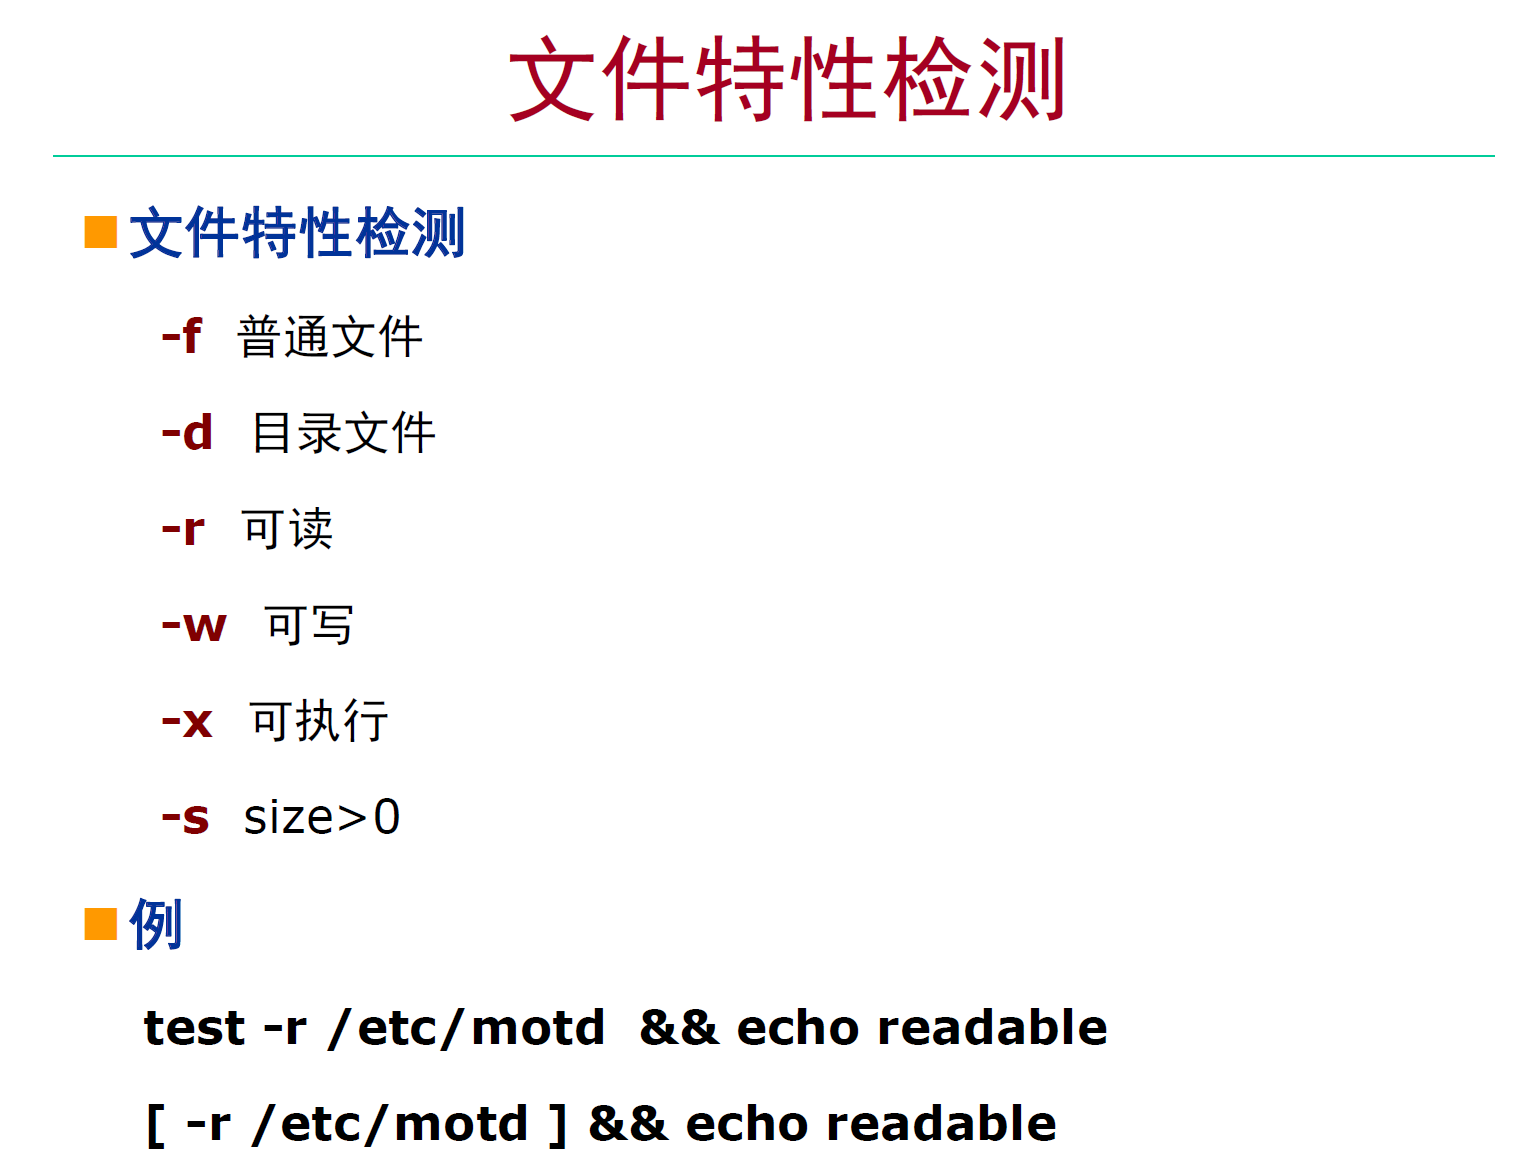 文件特性检测
文件特性检测
-f 普通文件
-d 目录文件
-r 可读
-w 可写
-x 可执行
-s size>0
例
test -r /etc/motd && echo readable
[ -r /etc/motd ] && echo readable